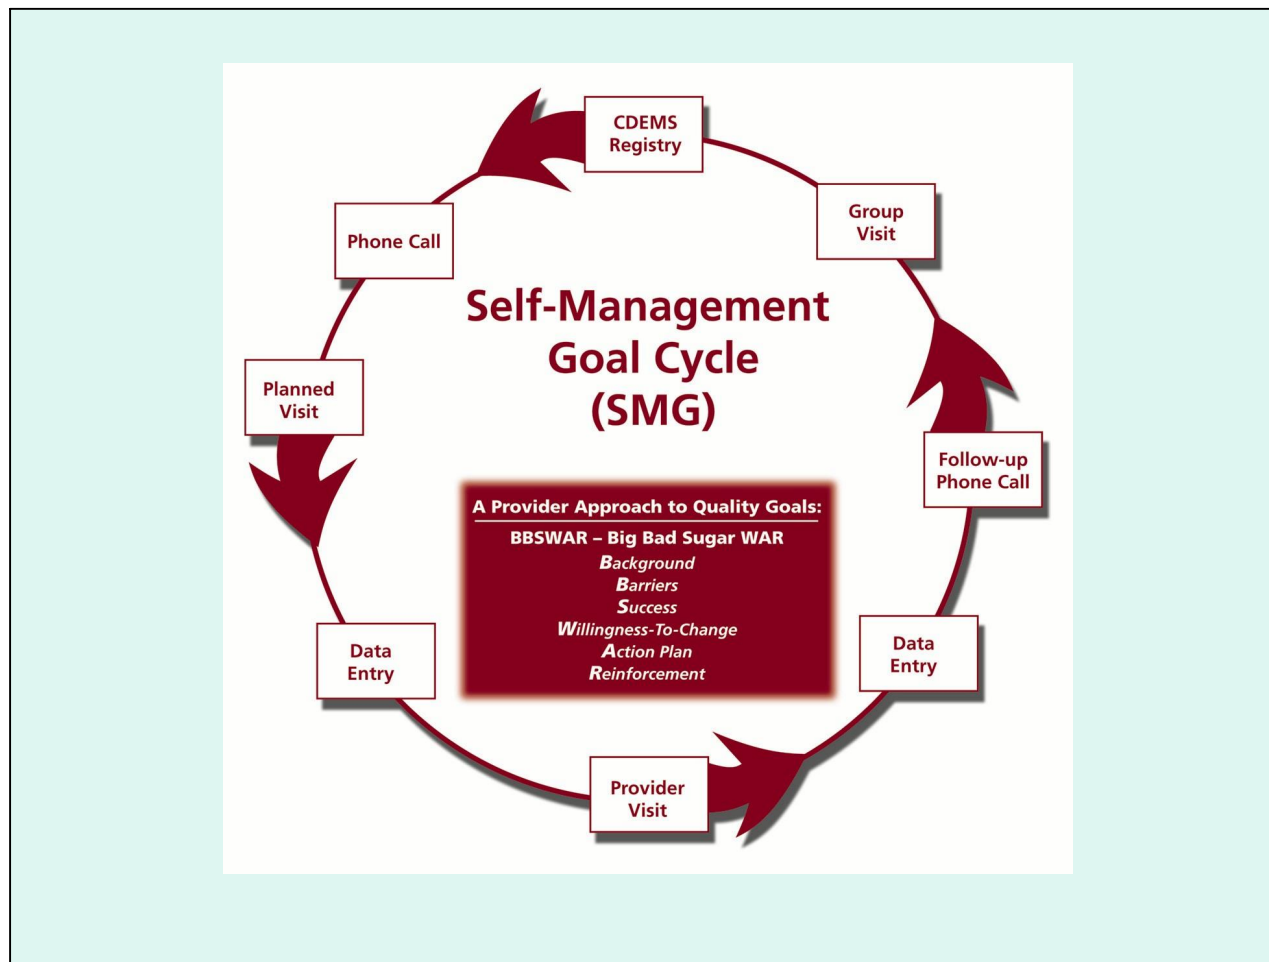 CDEMS
Registry
Group
Visit
Phone Call
Self-Management
Goal Cycle
(SMG)
Planned
Visit
Follow-up
Phone Call
A Provider Approach to Quality Goals:
BBSWAR – Big Bad Sugar WAR
Background
Barriers
Success
Willingness-To-Change
Action Plan
Reinforcement
Data
Entry
Data
Entry
Provider
Visit